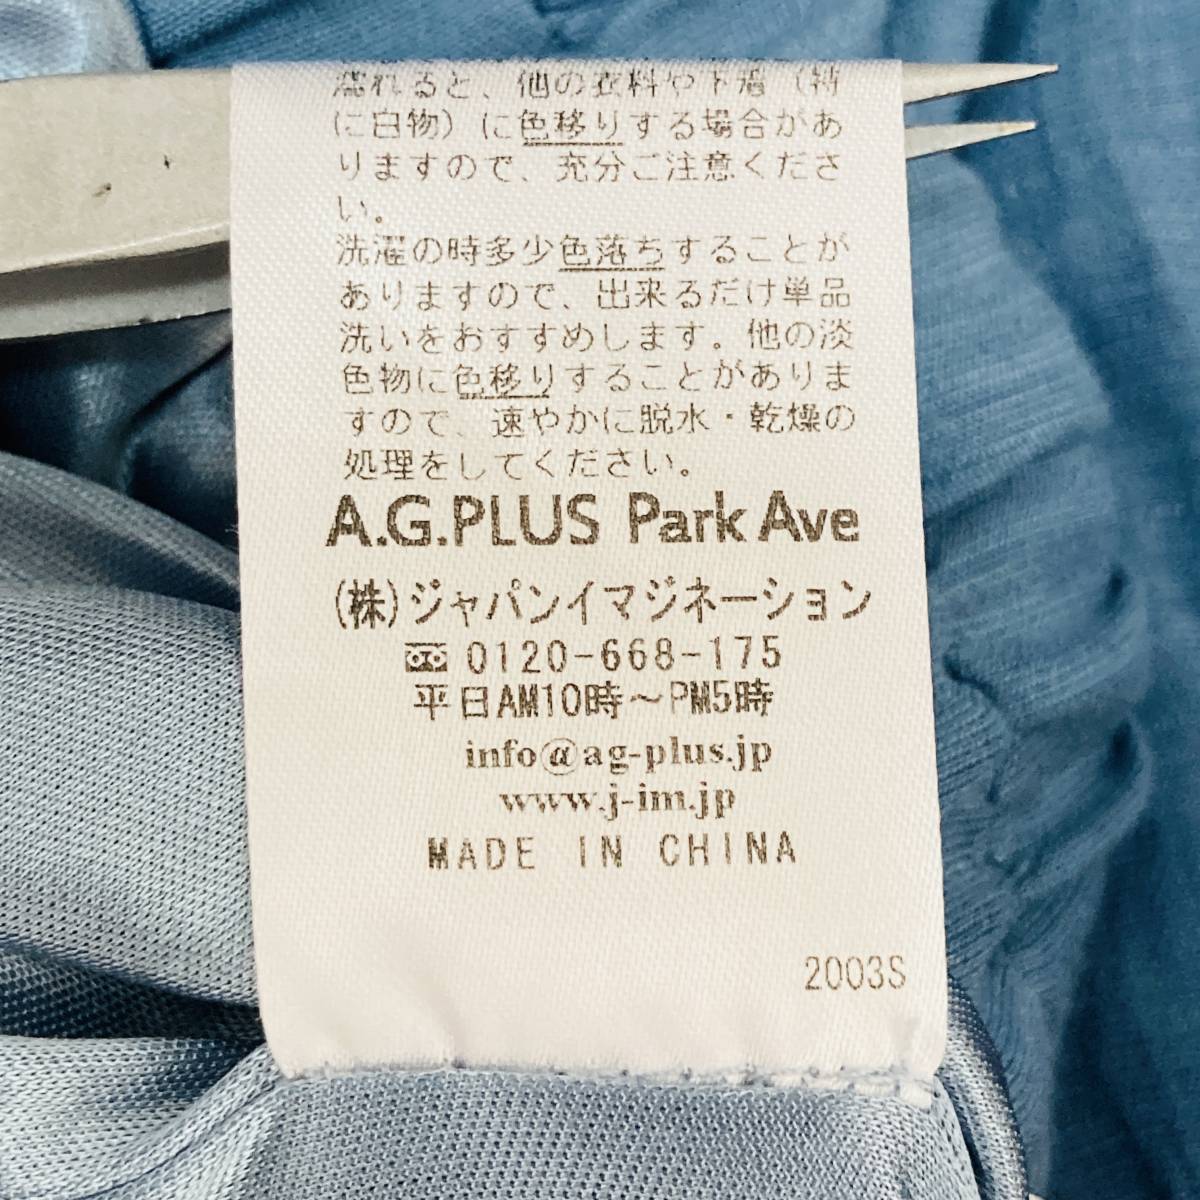 濡れると、他の衣料や下着(特
に白物)に色移りする場合があ
りますので、充分ご注意くださ
い。
洗濯の時多少色落ちすることが
ありますので、出来るだけ単品
洗いをおすすめします。他の淡
色物に色移りすることがありま
すので、速やかに脱水・乾燥の
処理をしてください。
A.G.PLUS Park Ave
(株)ジャパンイマジネーション
0120-668-175
平日AM10時～PM5時
info@ag-plus.jp
www.j-im.jp
MADE IN CHINA
2003S